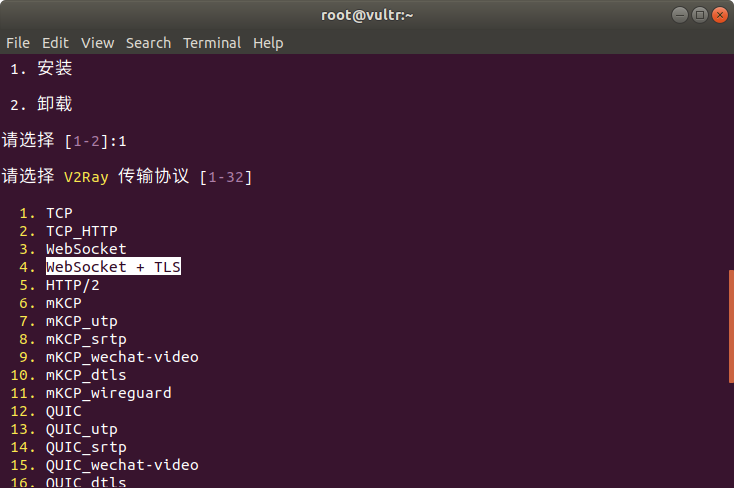 root@vultr:~
File Edit View Search Terminal Help
1. 安装
2. 卸载
请选择 [1-2]:1
请选择 V2Ray 传输协议 [1-32]
1. TCP
2. TCP_HTTP
3. WebSocket
4. WebSocket + TLS
5. HTTP/2
6. mKCP
7. mKCP_utp
8. mKCP_srtp
9. mKCP_wechat-video
10. mKCP_dtls
11. mKCP_wireguard
12. QUIC
13. QUIC_utp
14. QUIC_srtp
15. QUIC_wechat-video
16. QUIC_dtls